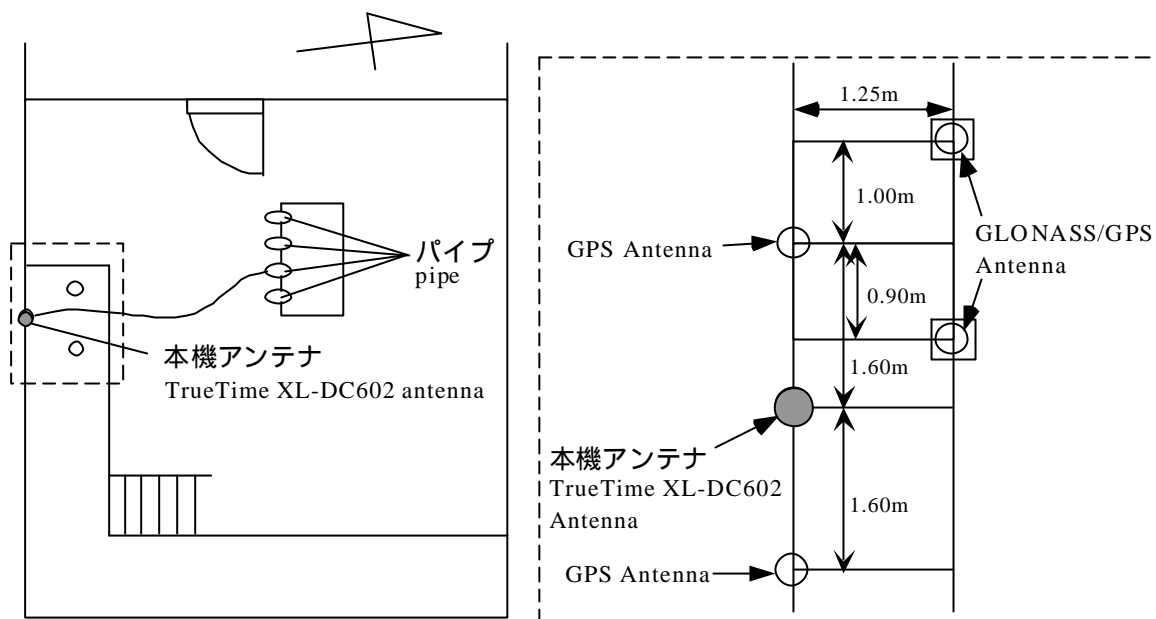 パイプ
pipe
本機アンテナ
TrueTime XL-DC602 antenna
1.25m
1.00m
GPS Antenna
GLONASS/GPS
Antenna
0.90m
1.60m
本機アンテナ
TrueTime XL-DC602
Antenna
1.60m
GPS Antenna